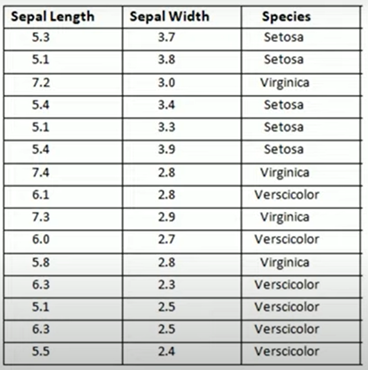 Sepal Length Sepal Width Species
5.3 3.7 Setosa
5.1 3.8 Setosa
7.2 3.0 Virginica
5.4 3.4 Setosa
5.1 3.3 Setosa
5.4 3.9 Setosa
7.4 2.8 Virginica
6.1 2.8 Verscicolor
7.3 2.9 Virginica
6.0 2.7 Verscicolor
5.8 2.8 Virginica
6.3 2.3 Verscicolor
5.1 2.5 Verscicolor
6.3 2.5 Verscicolor
5.5 2.4 Verscicolor